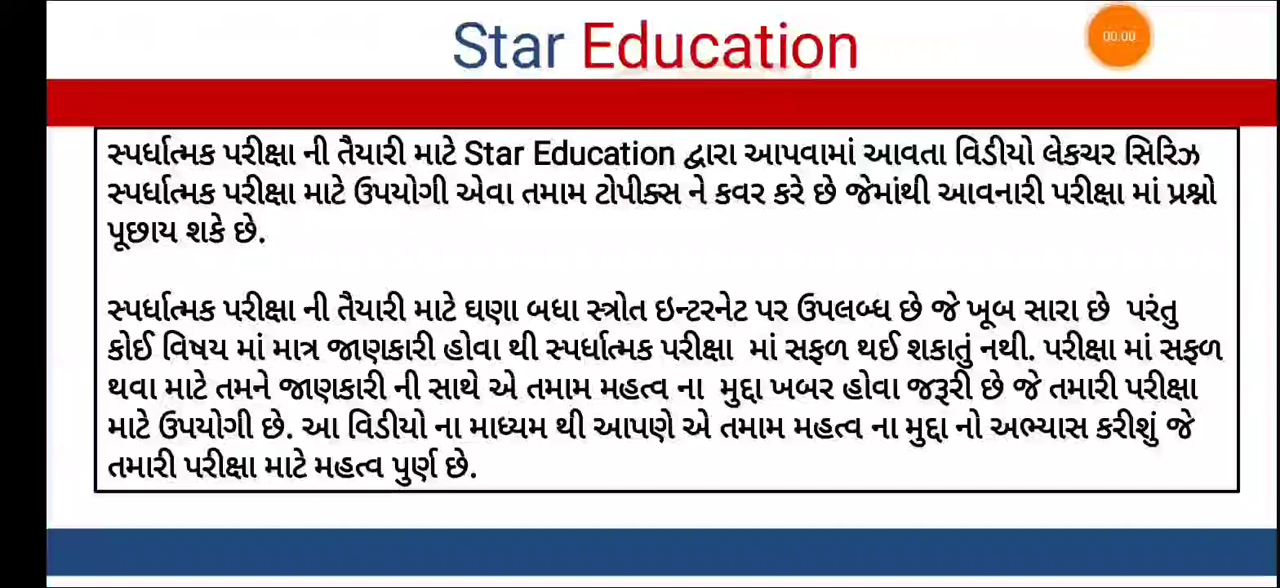 Star Education
00:00
સ્પર્ધાત્મક પરીક્ષા ની તૈયારી માટે Star Education દ્વારા આપવામાં આવતા વિડીયો લેકચર સિરિઝ
સ્પર્ધાત્મક પરીક્ષા માટે ઉપયોગી એવા તમામ ટોપીક્સ ને કવર કરે છે જેમાંથી આવનારી પરીક્ષા માં પ્રશ્નો
પૂછાય શકે છે.
સ્પર્ધાત્મક પરીક્ષા ની તૈયારી માટે ઘણા બધા સ્ત્રોત ઇન્ટરનેટ પર ઉપલબ્ધ છે જે ખૂબ સારા છે પરંતુ
કોઈ વિષય માં માત્ર જાણકારી હોવા થી સ્પર્ધાત્મક પરીક્ષા માં સફળ થઈ શકાતું નથી. પરીક્ષા માં સફળ
થવા માટે તમને જાણકારી ની સાથે એ તમામ મહત્વ ના મુદ્દા ખબર હોવા જરૂરી છે જે તમારી પરીક્ષા
માટે ઉપયોગી છે. આ વિડીયો ના માધ્યમ થી આપણે એ તમામ મહત્વ ના મુદ્દા નો અભ્યાસ કરીશું જે
તમારી પરીક્ષા માટે મહત્વ પુર્ણ છે.